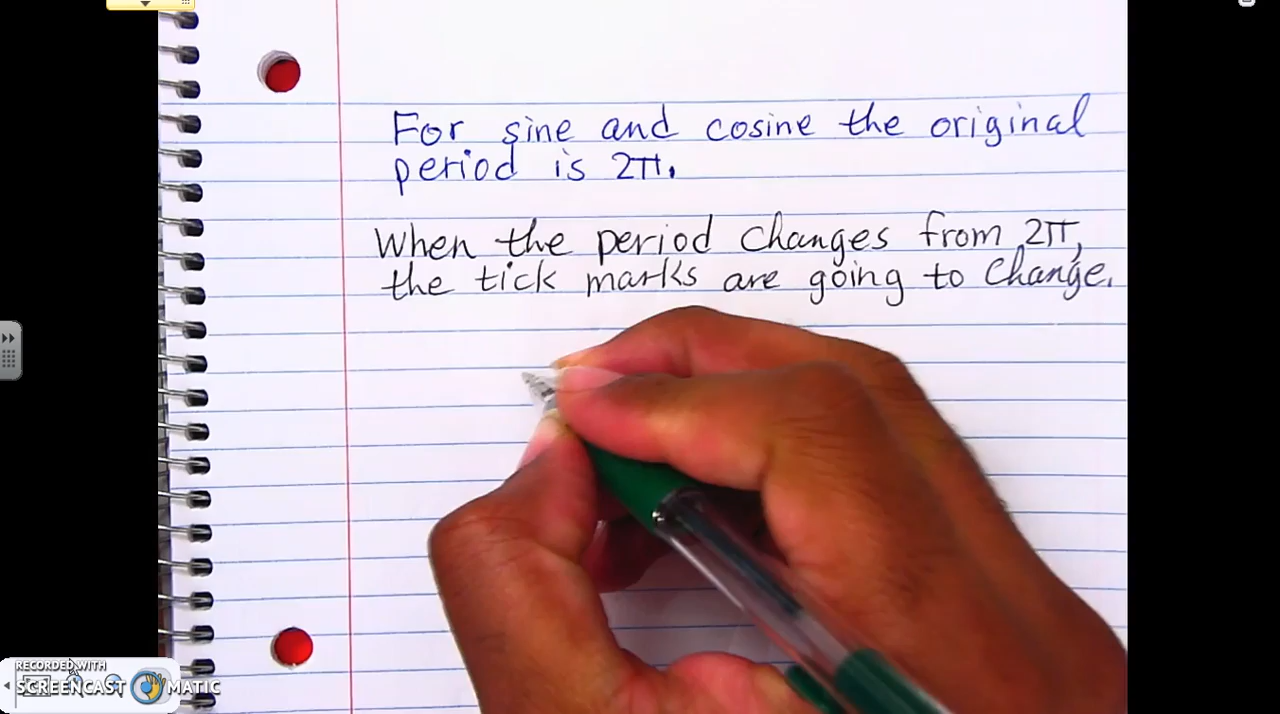 For sine and cosine the original
period is 2π.
When the period changes from 2π,
the tick marks are going to change.
RECORDED WITH
SCREENCAST MATIC